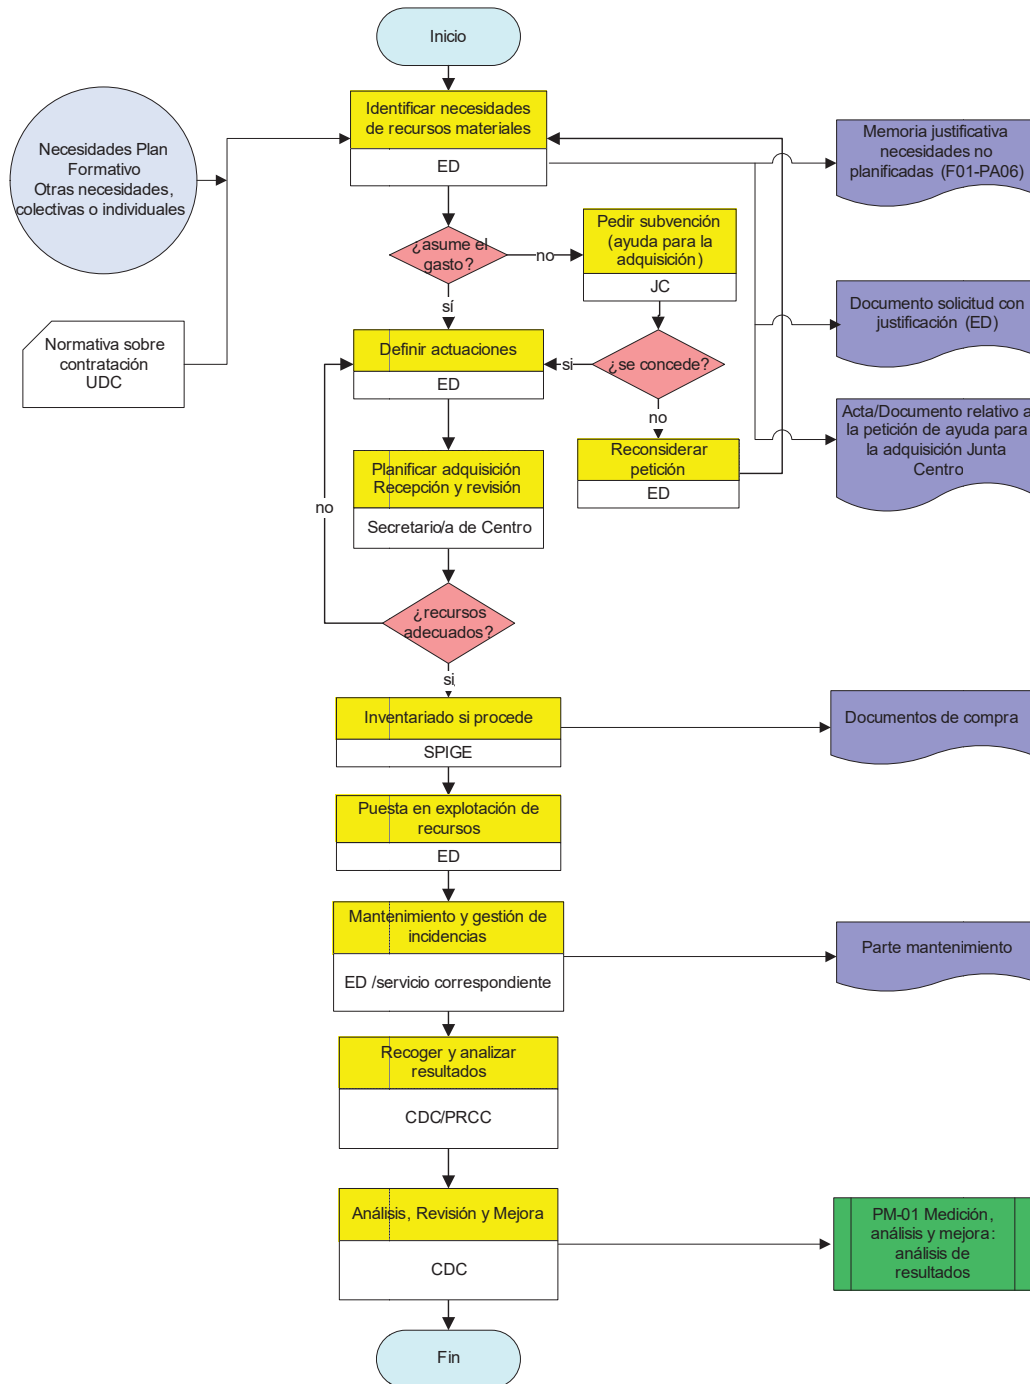 Inicio
Identificar necesidades
de recursos materiales
ED
Necesidades Plan
Formativo
Otras necesidades,
colectivas o individuales
Memoria justificativa
necesidades no
planificadas (F01-PA06)
¿asume el
gasto?
no
sí
Pedir subvención
(ayuda para la
adquisición)
JC
Documento solicitud con
justificación (ED)
Normativa sobre
contratación
UDC
Definir actuaciones
ED
si
¿se concede?
no
Acta/Documento relativo a
la petición de ayuda para
la adquisición Junta
Centro
Reconsiderar
petición
ED
Planificar adquisición
Recepción y revisión
Secretario/a de Centro
no
¿recursos
adecuados?
si
Inventariado si procede
SPIGE
Documentos de compra
Puesta en explotación de
recursos
ED
Mantenimiento y gestión de
incidencias
ED /servicio correspondiente
Parte mantenimiento
Recoger y analizar
resultados
CDC/PRCC
Análisis, Revisión y Mejora
CDC
PM-01 Medición,
análisis y mejora:
análisis de
resultados
Fin